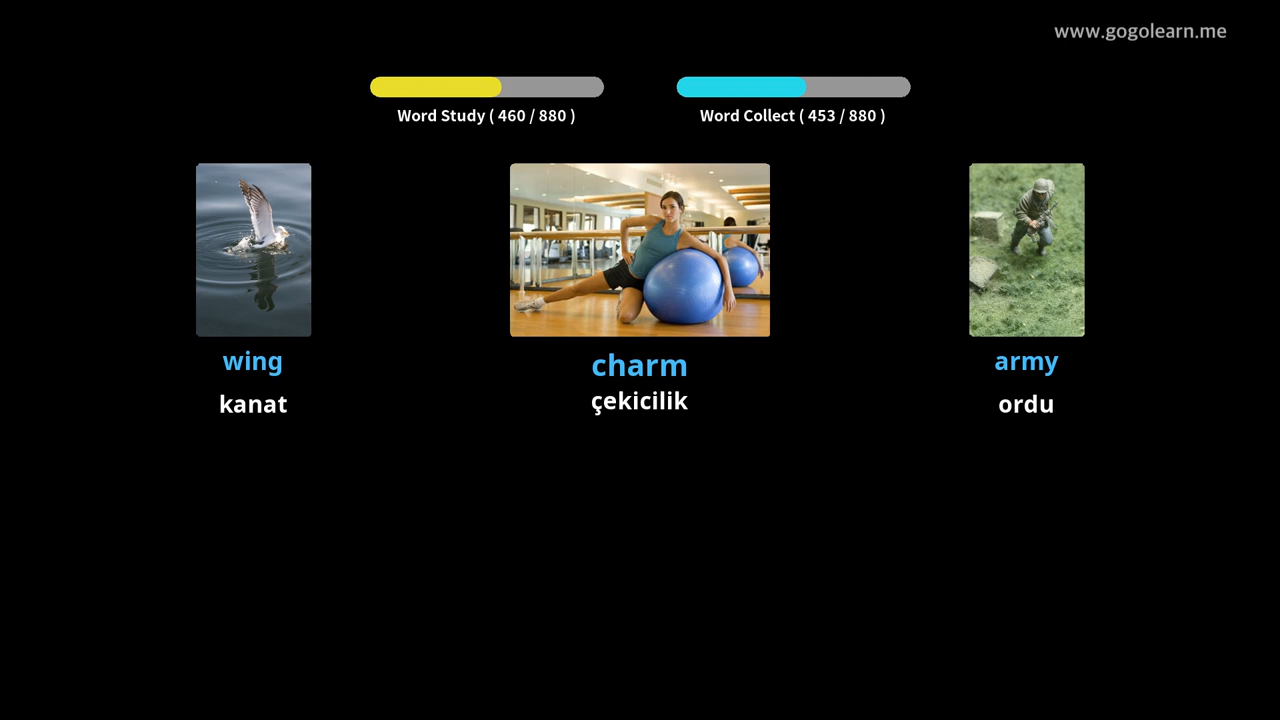 www.gogolearn.me
Word Study ( 460 / 880 )
Word Collect ( 453 / 880 )
wing
kanat
charm
çekicilik
army
ordu